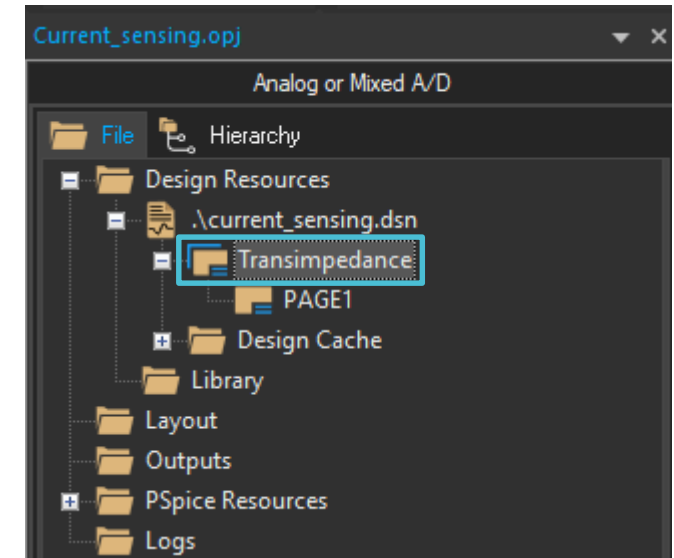 Current_sensing.opj
Analog or Mixed A/D
File Hierarchy
Design Resources
.\current_sensing.dsn
Transimpedance
PAGE1
Design Cache
Library
Layout
Outputs
PSpice Resources
Logs